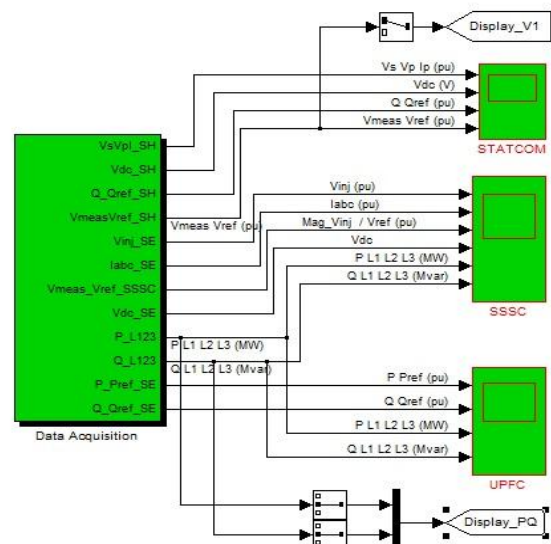 Display_V1
Vs Vp Ip (pu)
Vdc (V)
Q Qref (pu)
Vmeas Vref (pu)
STATCOM
VsVpI_SH
Vdc_SH
Q_Qref_SH
VmeasVref_SH
Vinj_SE
Iabc_SE
Vmeas_Vref_SSSC
Vdc_SE
P_L123
Q_L123
P_Pref_SE
Q_Qref_SE
Data Acquisition
Vmeas Vref (pu)
P L1 L2 L3 (MW)
Q L1 L2 L3 (Mvar)
Vinj (pu)
Iabc (pu)
Mag_Vinj / Vref (pu)
Vdc
P L1 L2 L3 (MW)
Q L1 L2 L3 (Mvar)
SSSC
P Pref (pu)
Q Qref (pu)
P L1 L2 L3 (MW)
Q L1 L2 L3 (Mvar)
UPFC
Display_PQ